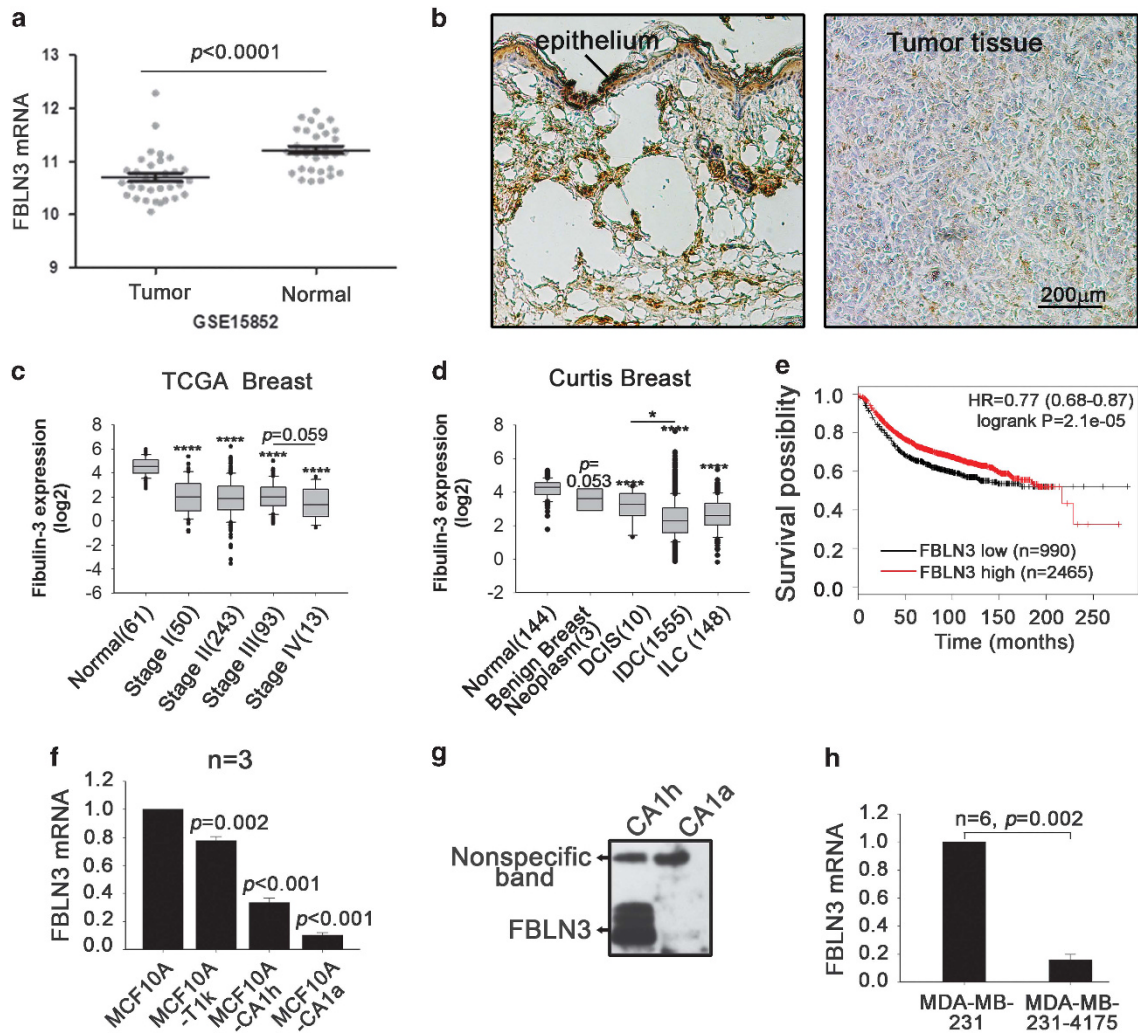 a
p<0.0001
FBLN3 mRNA
13
12
11
10
9
Tumor
Normal
GSE15852
b
epithelium
Tumor tissue
200μm
c
TCGA Breast
Fibulin-3 expression
(log2)
8
6
4
2
0
-2
-4
-6
****
****
p=0.059
****
****
Normal(61)
Stage I(50)
Stage II(243)
Stage III(93)
Stage IV(13)
d
Curtis Breast
Fibulin-3 expression
(log2)
8
6
4
2
0
-2
p=
0.053
****
*
****
****
Normal(144)
Benign Breast
Neoplasm(3)
DCIS(10)
IDC(1555)
ILC (148)
e
HR=0.77 (0.68-0.87)
logrank P=2.1e-05
Survival possiblity
1.0
0.8
0.6
0.4
0.2
0.0
FBLN3 low (n=990)
FBLN3 high (n=2465)
0
50
100
150
200
250
Time (months)
f
n=3
FBLN3 mRNA
1.2
1.0
0.8
0.6
0.4
0.2
0.0
p=0.002
p<0.001
p<0.001
MCF10A
MCF10A
-T1k
MCF10A
-CA1h
MCF10A
-CA1a
g
CA1h
CA1a
Nonspecific
band
FBLN3
h
n=6, p=0.002
FBLN3 mRNA
1.2
1.0
0.8
0.6
0.4
0.2
0.0
MDA-MB-
231
MDA-MB-
231-4175